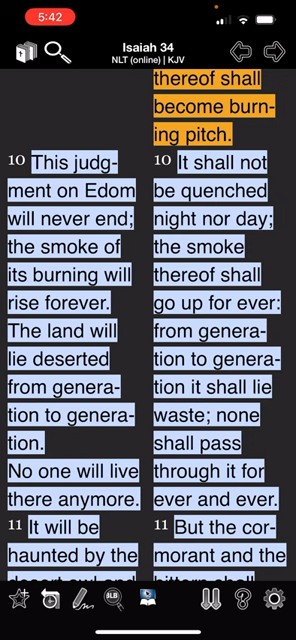 5:42
Isaiah 34
NLT (online) | KJV
thereof shall
become burn-
ing pitch.
10 This judg-
ment on Edom
will never end;
the smoke of
its burning will
rise forever.
The land will
lie deserted
from genera-
tion to genera-
tion.
No one will live
there anymore.
11 It will be
haunted by the
desert owl and
10 It shall not
be quenched
night nor day;
the smoke
thereof shall
go up for ever:
from genera-
tion to genera-
tion it shall lie
waste; none
shall pass
through it for
ever and ever.
11 But the cor-
morant and the
bittern shall
SLB